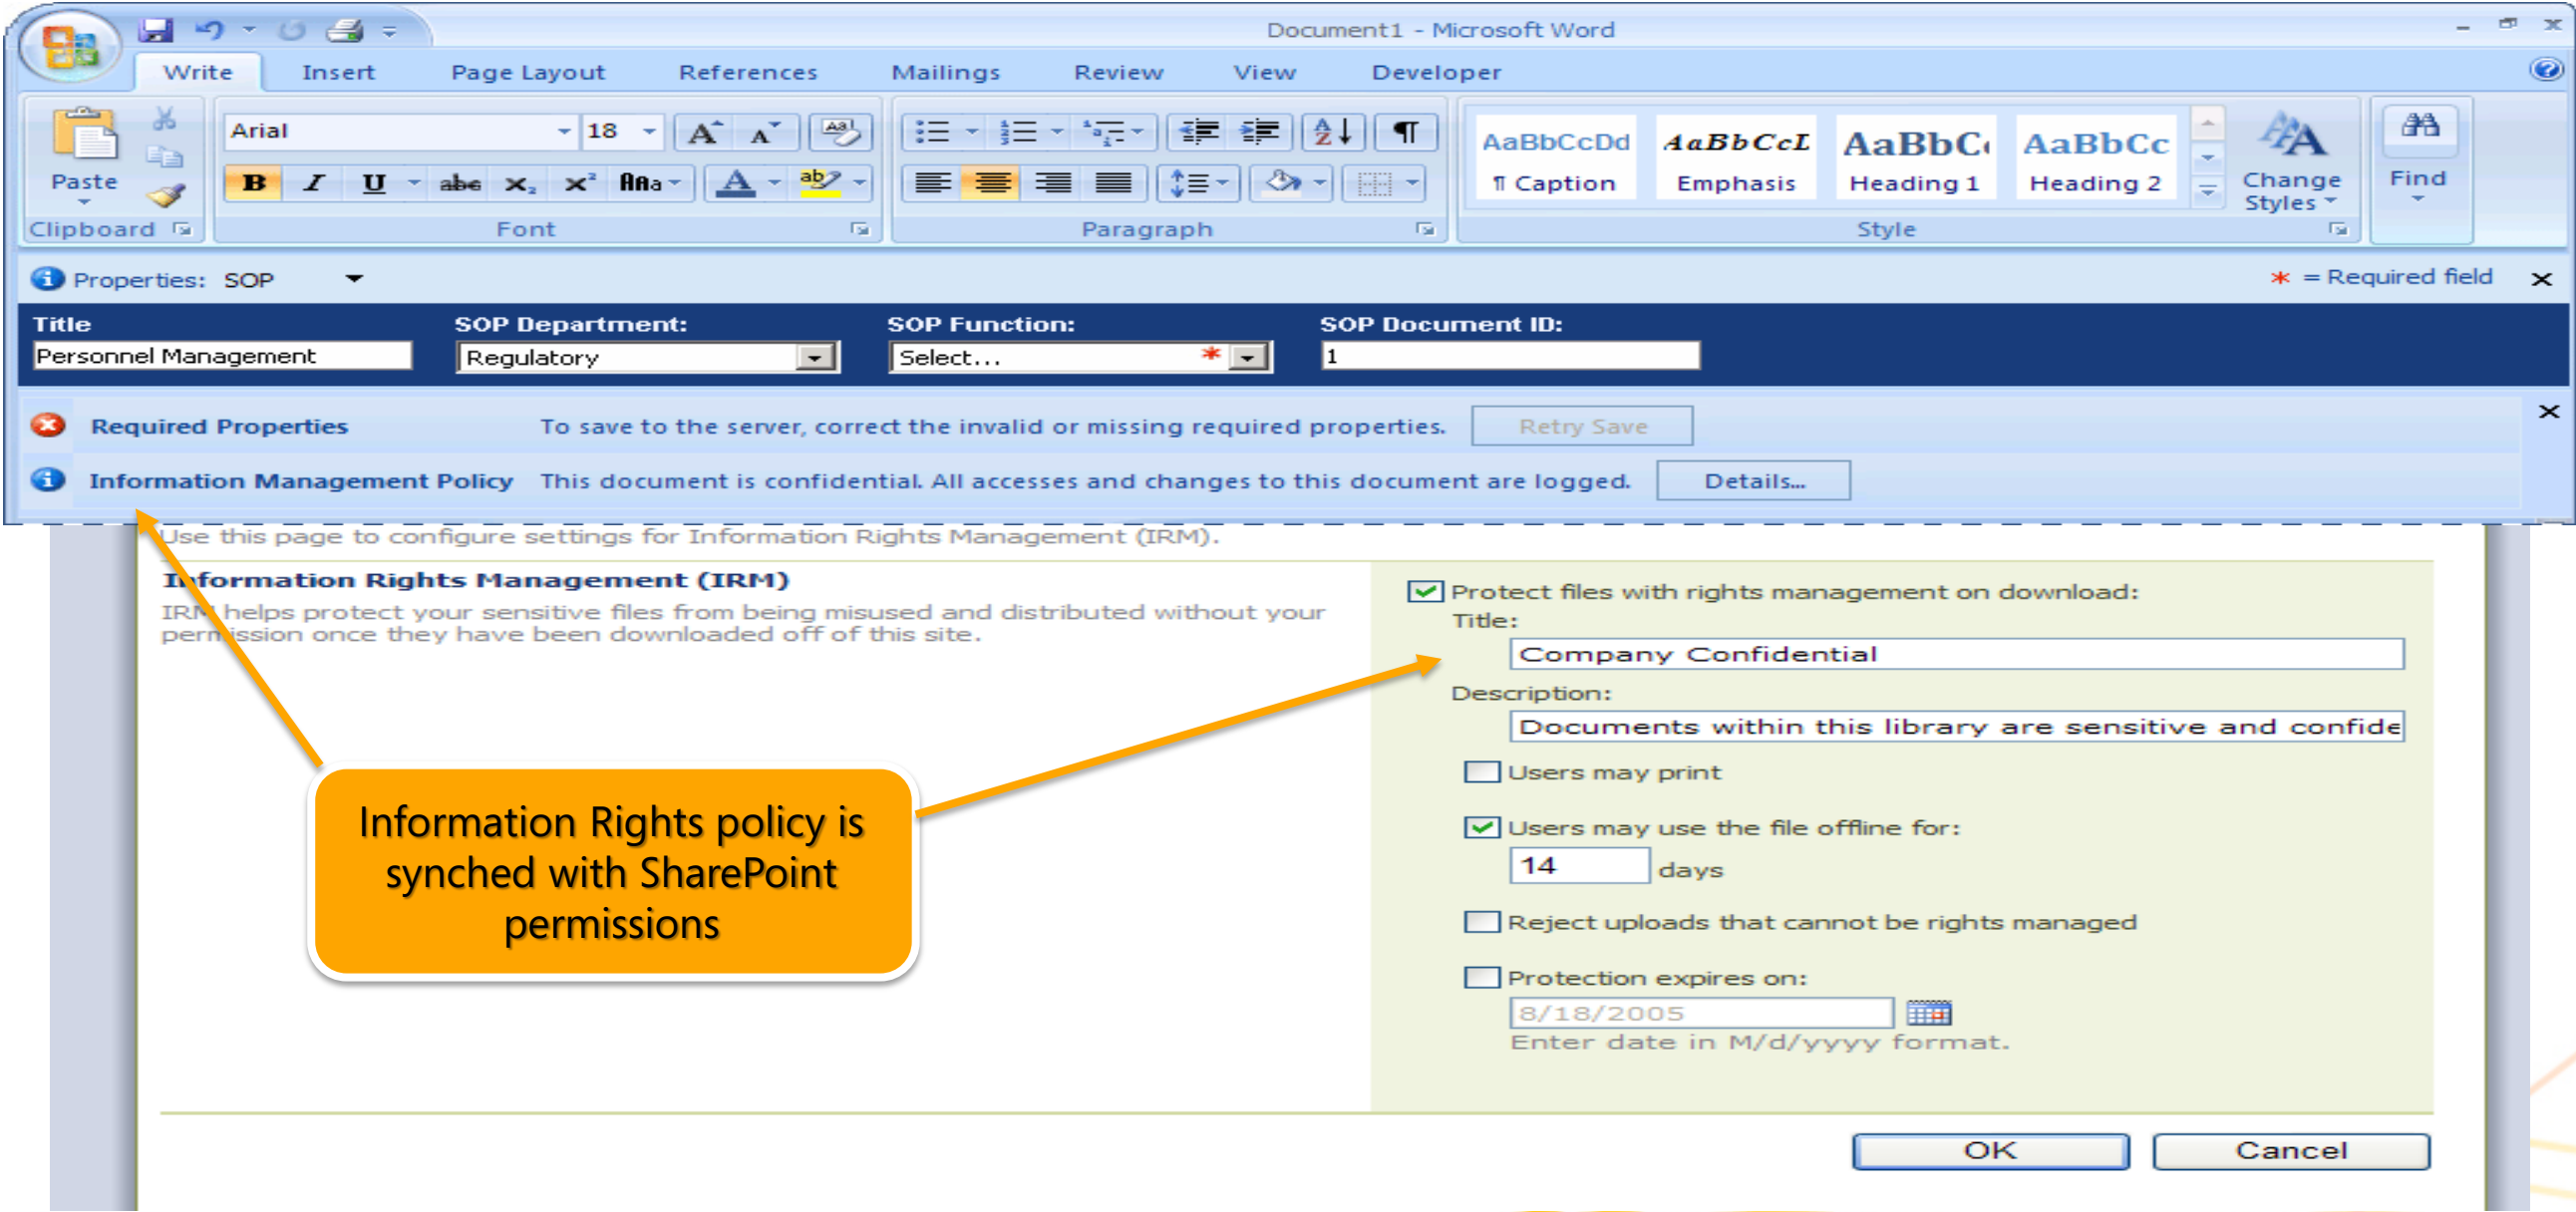 Document1 - Microsoft Word
Write Insert Page Layout References Mailings Review View Developer
Arial 18
Paste
Clipboard Font Paragraph Style
AaBbCcDd AaBbCcL AaBbC AaBbCc
¶ Caption Emphasis Heading 1 Heading 2
Change Styles
Find
Properties: SOP * = Required field
Title SOP Department: SOP Function: SOP Document ID:
Personnel Management Regulatory Select... * 1
Required Properties To save to the server, correct the invalid or missing required properties. Retry Save
Information Management Policy This document is confidential. All accesses and changes to this document are logged. Details...
Use this page to configure settings for Information Rights Management (IRM).
Information Rights Management (IRM)
IRM helps protect your sensitive files from being misused and distributed without your
permission once they have been downloaded off of this site.
Protect files with rights management on download:
Title:
Company Confidential
Description:
Documents within this library are sensitive and confide
Users may print
Users may use the file offline for:
14 days
Reject uploads that cannot be rights managed
Protection expires on:
8/18/2005
Enter date in M/d/yyyy format.
OK Cancel
Information Rights policy is
synched with SharePoint
permissions